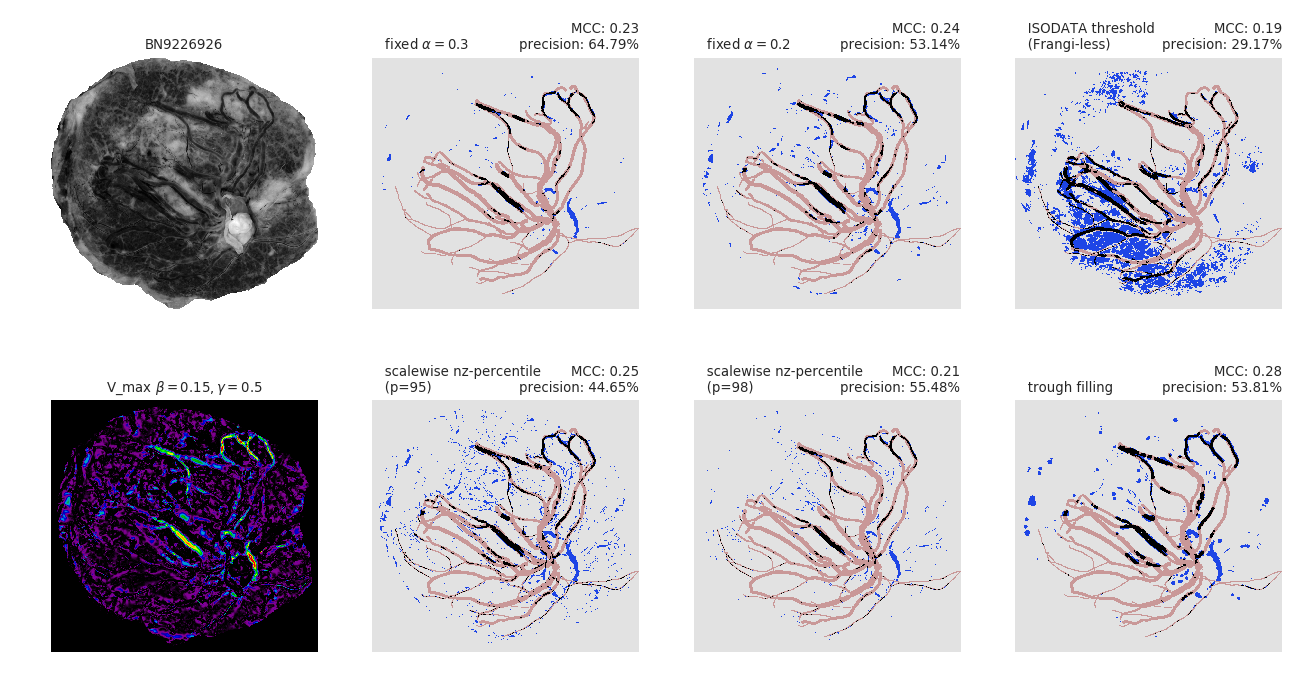 BN9226926
fixed α = 0.3
MCC: 0.23
precision: 64.79%
fixed α = 0.2
MCC: 0.24
precision: 53.14%
ISODATA threshold
(Frangi-less)
MCC: 0.19
precision: 29.17%
V_max β = 0.15, γ = 0.5
scalewise nz-percentile
(p=95)
MCC: 0.25
precision: 44.65%
scalewise nz-percentile
(p=98)
MCC: 0.21
precision: 55.48%
trough filling
MCC: 0.28
precision: 53.81%